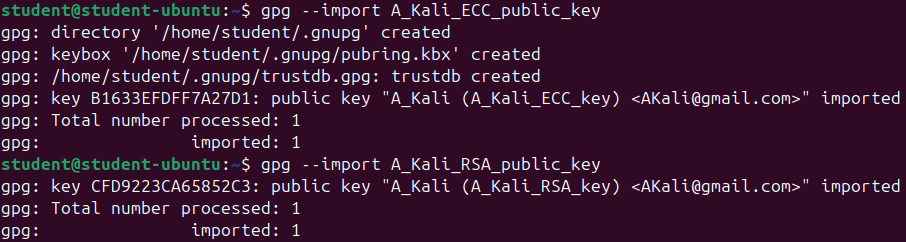 student@student-ubuntu:~$ gpg --import A_Kali_ECC_public_key
gpg: directory '/home/student/.gnupg' created
gpg: keybox '/home/student/.gnupg/pubring.kbx' created
gpg: /home/student/.gnupg/trustdb.gpg: trustdb created
gpg: key B1633EFDFF7A27D1: public key "A_Kali (A_Kali_ECC_key) <AKali@gmail.com>" imported
gpg: Total number processed: 1
gpg:               imported: 1
student@student-ubuntu:~$ gpg --import A_Kali_RSA_public_key
gpg: key CFD9223CA65852C3: public key "A_Kali (A_Kali_RSA_key) <AKali@gmail.com>" imported
gpg: Total number processed: 1
gpg:               imported: 1